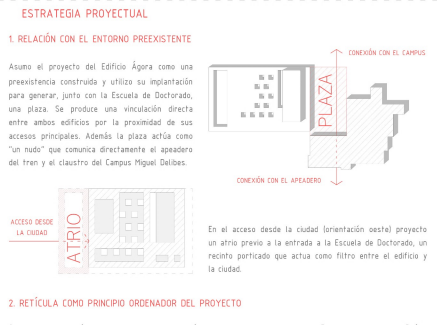 ESTRATEGIA PROYECTUAL
1. RELACIÓN CON EL ENTORNO PREEXISTENTE
Asumo el proyecto del Edificio Ágora como una
preexistencia construida y utilizo su implantación
para generar, junto con la Escuela de Doctorado,
una plaza. Se produce una vinculación directa
entre ambos edificios por la proximidad de sus
accesos principales. Además la plaza actúa como
"un nudo" que comunica directamente el apeadero
del tren y el claustro del Campus Miguel Delibes.
CONEXIÓN CON EL CAMPUS
PLAZA
CONEXIÓN CON EL APEADERO
ACCESO DESDE
LA CIUDAD
ATRIO
En el acceso desde la ciudad (orientación oeste) proyecto
un atrio previo a la entrada a la Escuela de Doctorado, un
recinto porticado que actua como filtro entre el edificio y
la ciudad.
2. RETÍCULA COMO PRINCIPIO ORDENADOR DEL PROYECTO